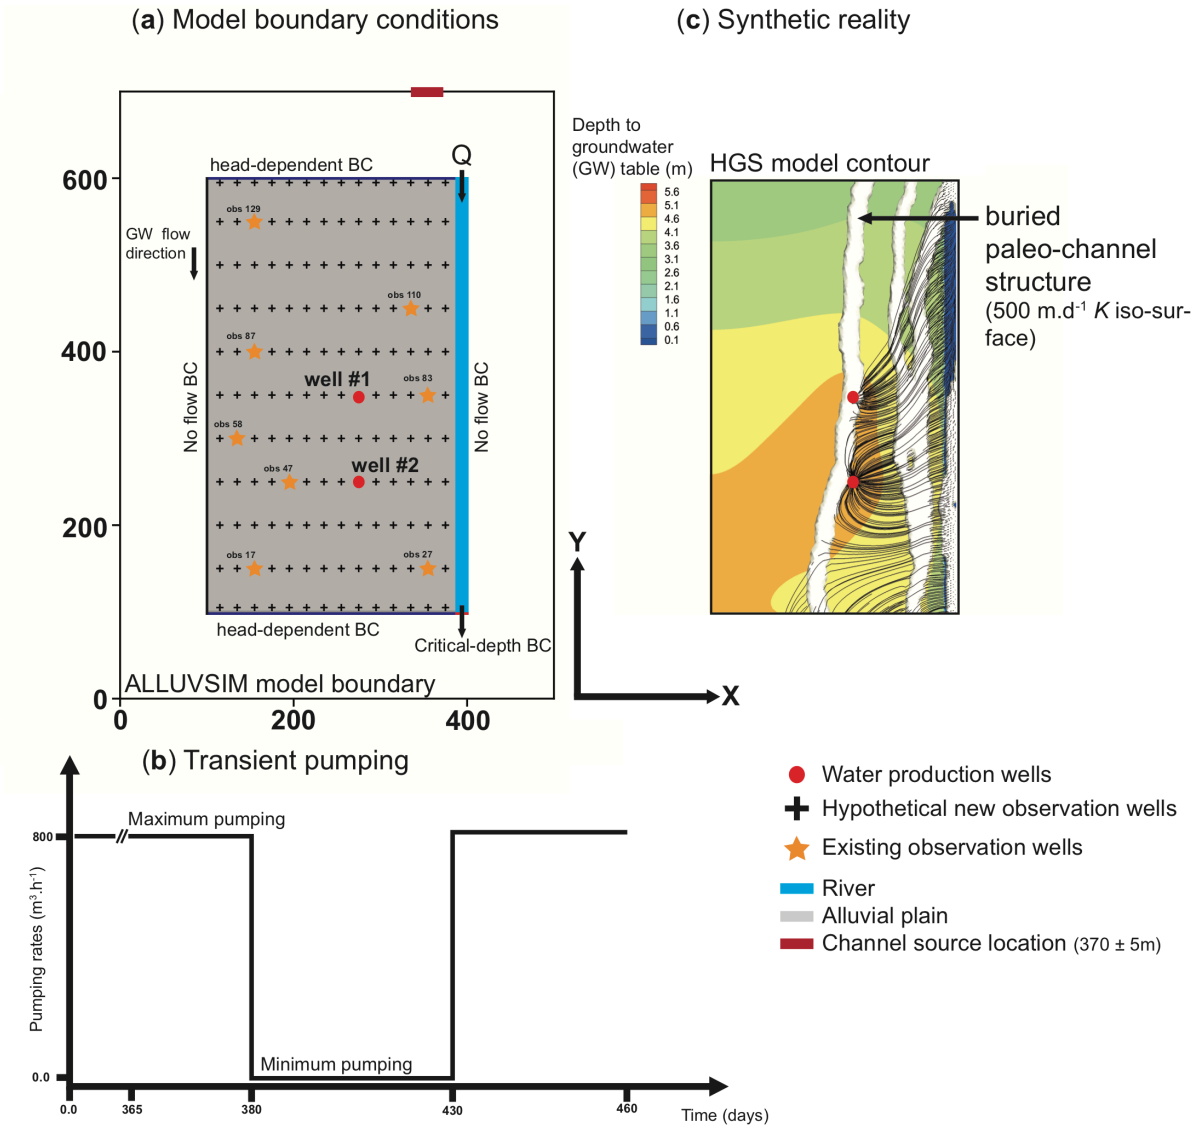 (a) Model boundary conditions
(c) Synthetic reality
Depth to
groundwater
(GW) table (m)
5.6
5.1
4.6
4.1
3.6
3.1
2.6
2.1
1.6
1.1
0.6
0.1
HGS model contour
buried
paleo-channel
structure
(500 m.d⁻¹ K iso-sur-
face)
Q
head-dependent BC
600
400
200
0
obs 129
GW flow
direction
obs 110
obs 87
well #1
obs 83
No flow BC
No flow BC
obs 58
obs 47
well #2
obs 17
obs 27
head-dependent BC
Critical-depth BC
ALLUVSIM model boundary
0
200
400
Y
X
(b) Transient pumping
Maximum pumping
800
Pumping rates (m³.h⁻¹)
Minimum pumping
0.0
0.0
365
380
430
460
Time (days)
Water production wells
Hypothetical new observation wells
Existing observation wells
River
Alluvial plain
Channel source location (370 ± 5m)